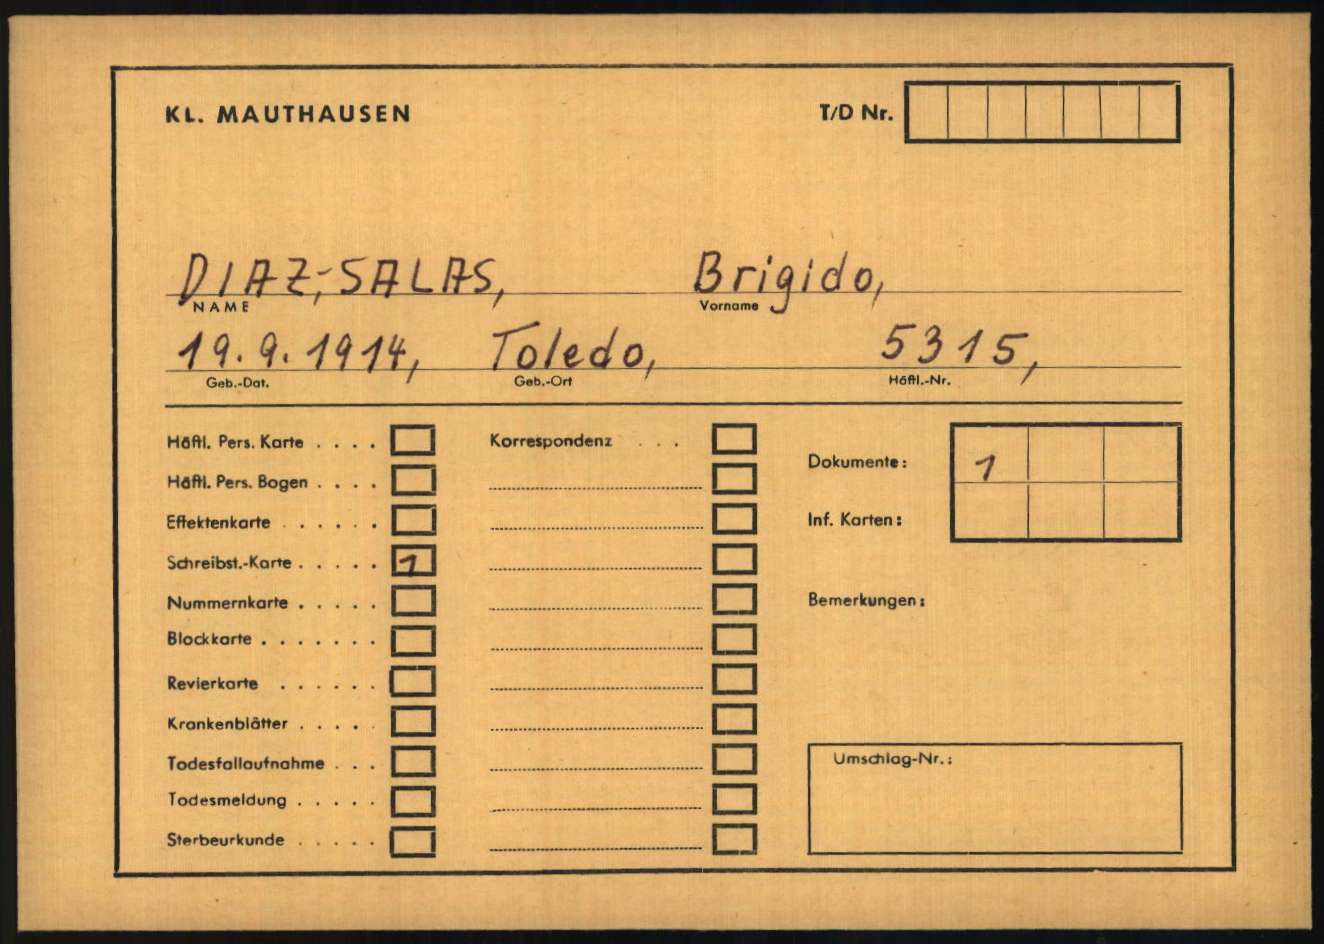 KL. MAUTHAUSEN T/D Nr.
DIAZ,-SALAS, Brigido,
NAME Vorname
19.9.1914, Toledo, 5315,
Geb.-Dat. Geb.-Ort Häftl.-Nr.
Häftl. Pers. Karte . . . . Korrespondenz . . .
Dokumente: 1
Häftl. Pers. Bogen . . . .
Effektenkarte . . . . .
Inf. Karten:
Schreibst.-Karte . . . . . 1
Nummernkarte . . . . . Bemerkungen:
Blockkarte . . . . . . .
Revierkarte . . . . . .
Krankenblätter . . . . .
Todesfallaufnahme . . . Umschlag-Nr.:
Todesmeldung . . . . .
Sterbeurkunde . . . . .